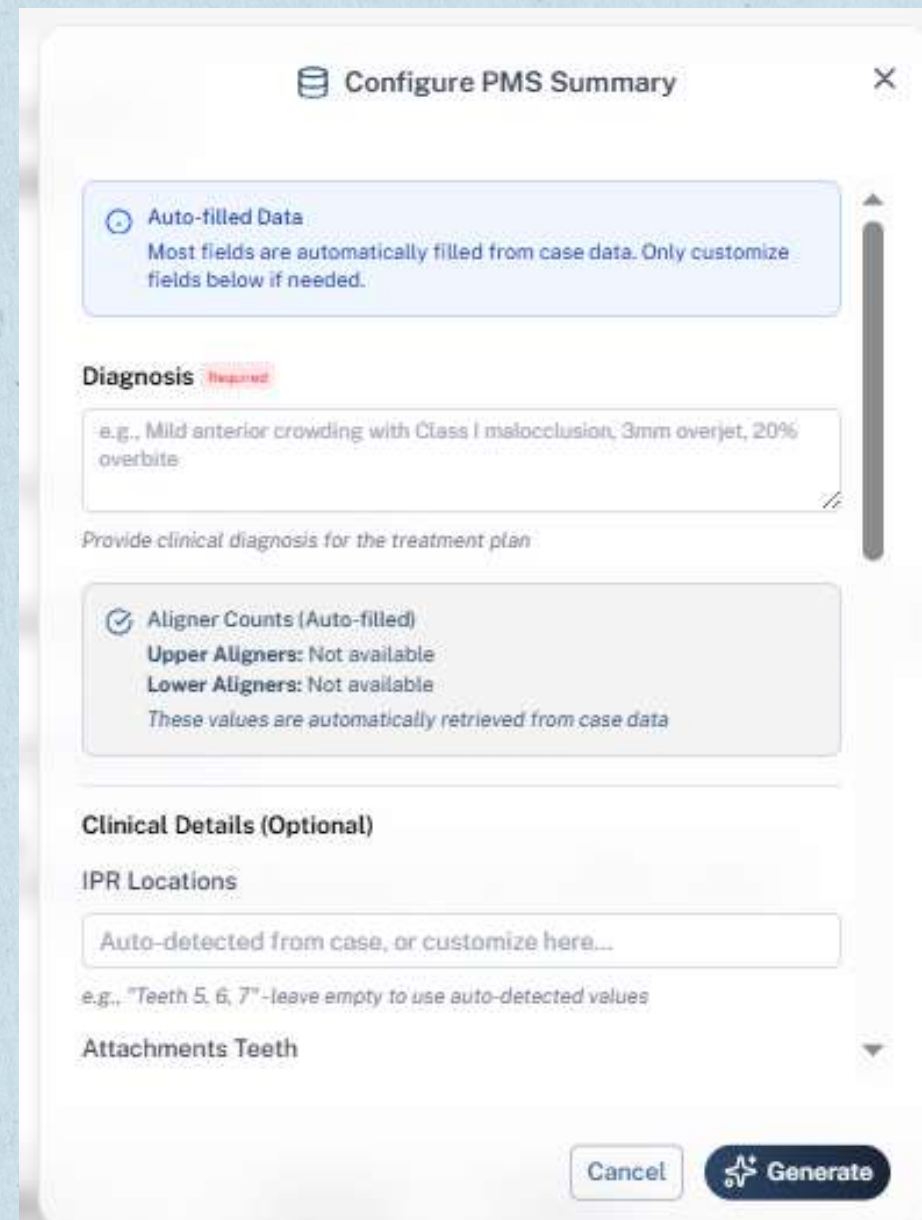 Configure PMS Summary
Auto-filled Data
Most fields are automatically filled from case data. Only customize
fields below if needed.
Diagnosis Required
e.g., Mild anterior crowding with Class I malocclusion, 3mm overjet, 20%
overbite
Provide clinical diagnosis for the treatment plan
Aligner Counts (Auto-filled)
Upper Aligners: Not available
Lower Aligners: Not available
These values are automatically retrieved from case data
Clinical Details (Optional)
IPR Locations
Auto-detected from case, or customize here...
e.g., "Teeth 5, 6, 7" - leave empty to use auto-detected values
Attachments Teeth
Cancel
Generate